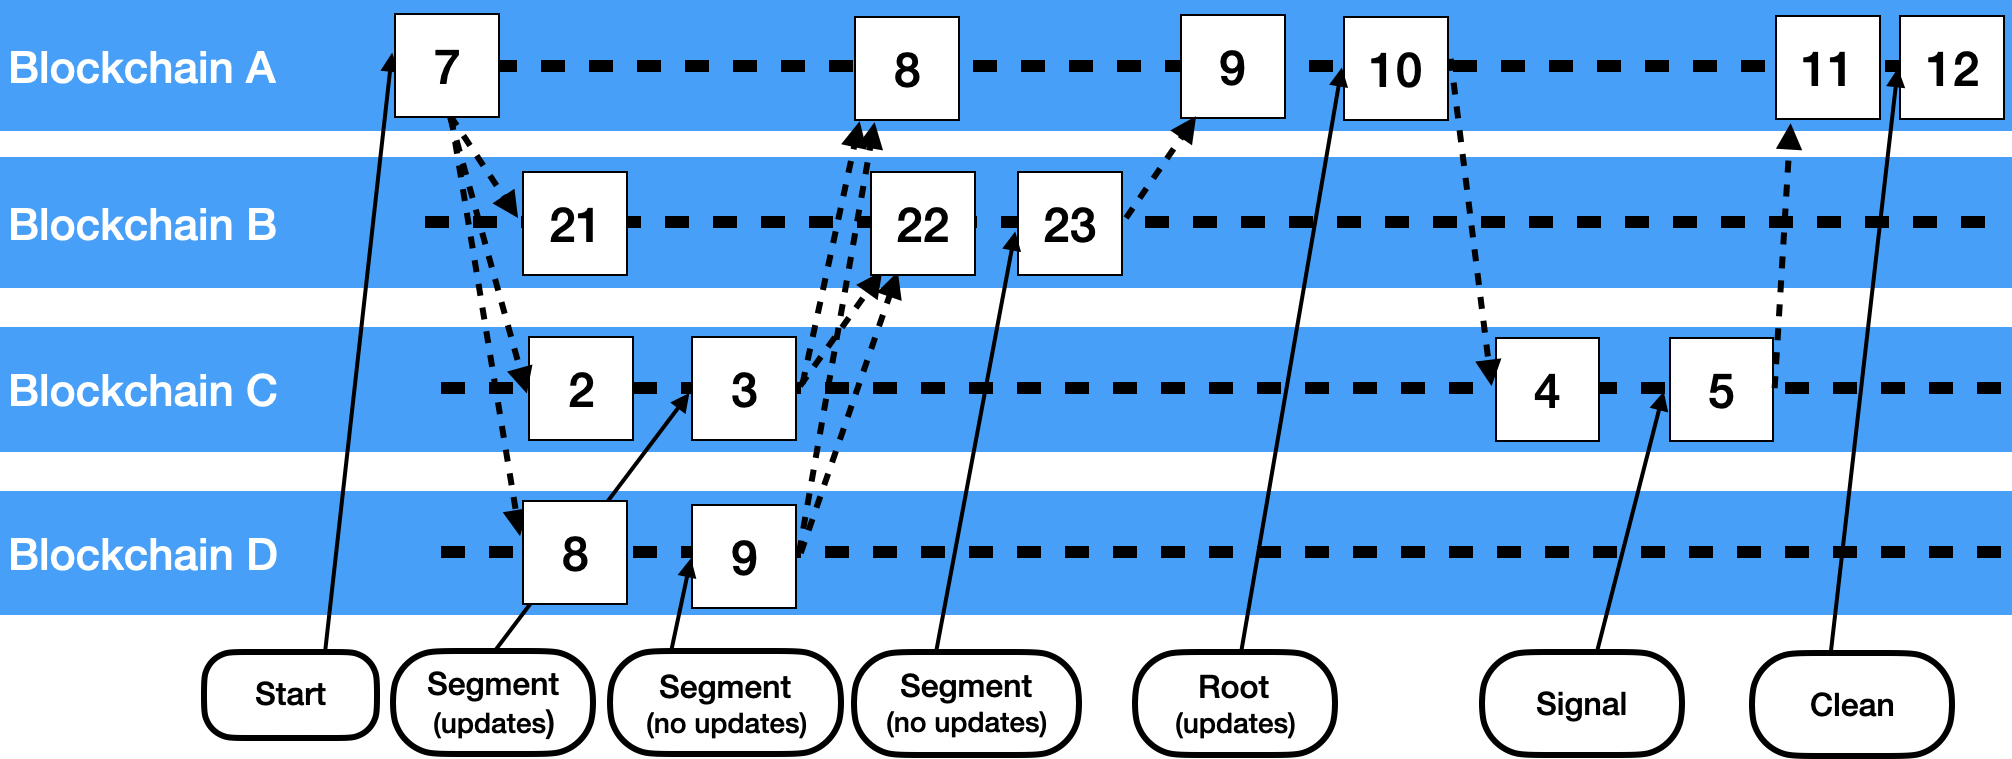 Blockchain A
7
8
9
10
11
12
Blockchain B
21
22
23
Blockchain C
2
3
4
5
Blockchain D
8
9
Start
Segment
(updates)
Segment
(no updates)
Segment
(no updates)
Root
(updates)
Signal
Clean